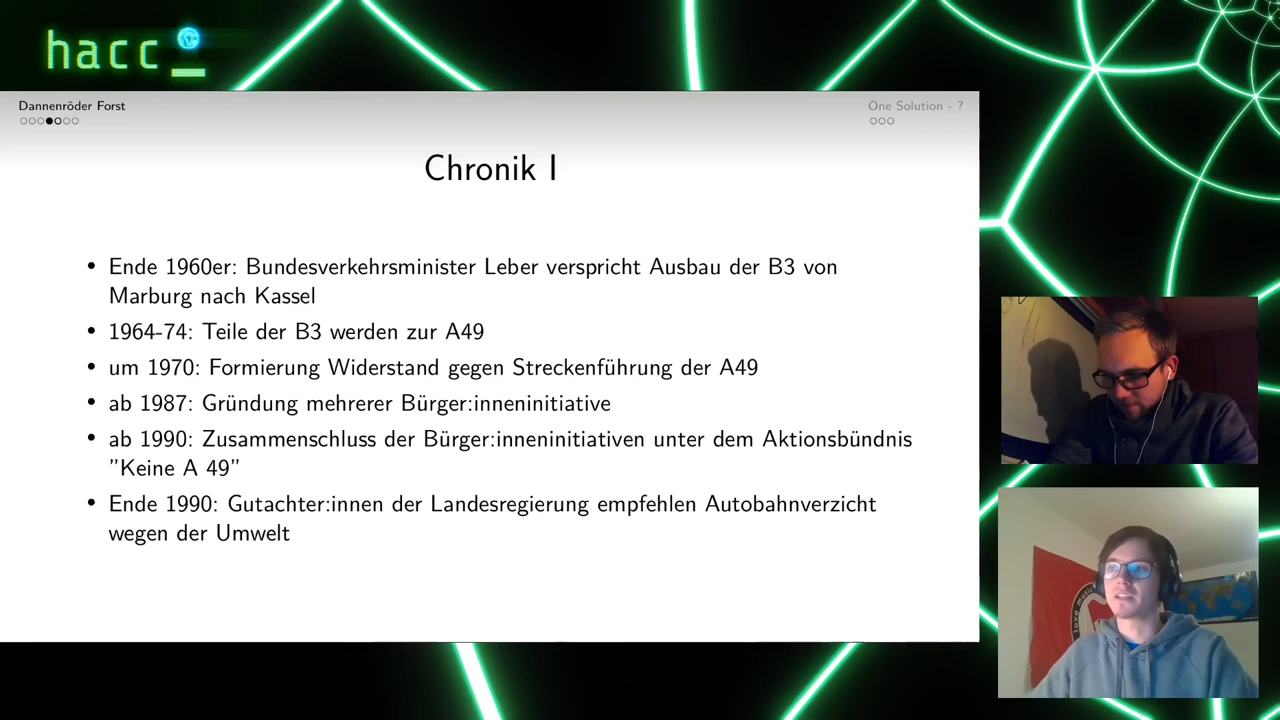 hacc
Dannenröder Forst
One Solution - ?
Chronik I
• Ende 1960er: Bundesverkehrsminister Leber verspricht Ausbau der B3 von
Marburg nach Kassel
• 1964-74: Teile der B3 werden zur A49
• um 1970: Formierung Widerstand gegen Streckenführung der A49
• ab 1987: Gründung mehrerer Bürger:inneninitiative
• ab 1990: Zusammenschluss der Bürger:inneninitiativen unter dem Aktionsbündnis
"Keine A 49"
• Ende 1990: Gutachter:innen der Landesregierung empfehlen Autobahnverzicht
wegen der Umwelt
love music